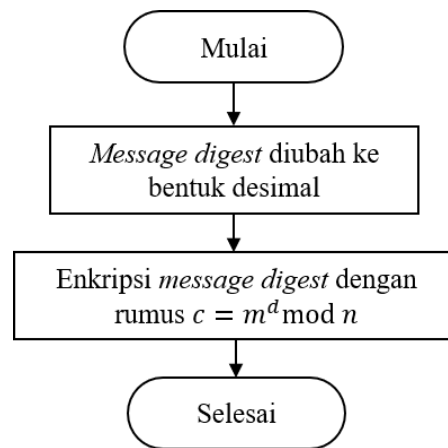 Mulai
Message digest diubah ke
bentuk desimal
Enkripsi message digest dengan
rumus c = m^d mod n
Selesai